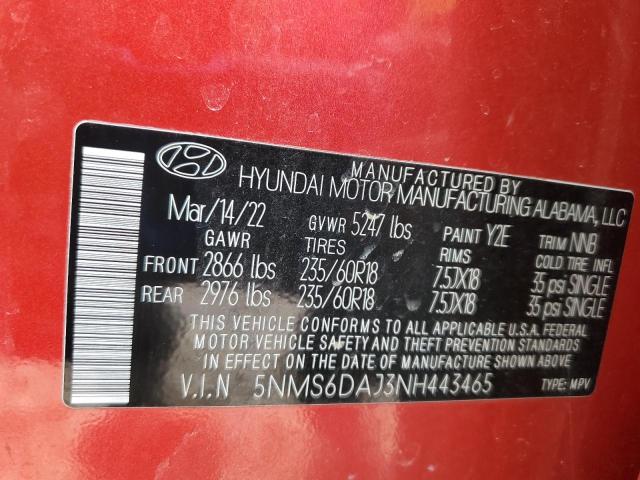 MANUFACTURED BY
HYUNDAI MOTOR MANUFACTURING ALABAMA, LLC
Mar/14/22 GVWR 5247 lbs PAINT Y2E TRIM NNB
GAWR TIRES RIMS COLD TIRE INFL
FRONT 2866 lbs 235/60R18 7.5JX18 35 psi SINGLE
REAR 2976 lbs 235/60R18 7.5JX18 35 psi SINGLE
THIS VEHICLE CONFORMS TO ALL APPLICABLE U.S.A. FEDERAL
MOTOR VEHICLE SAFETY AND THEFT PREVENTION STANDARDS
IN EFFECT ON THE DATE OF MANUFACTURE SHOWN ABOVE.
V.I.N 5NMS6DAJ3NH443465 TYPE: MPV